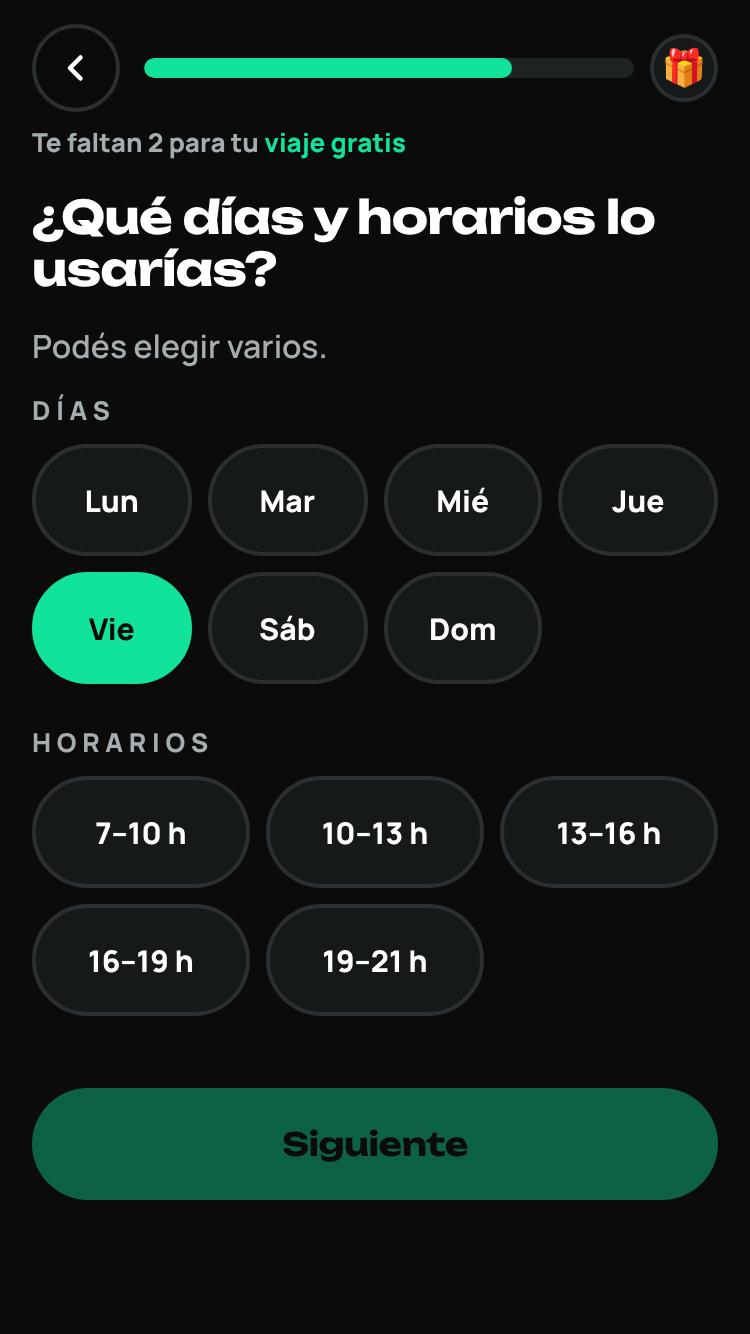 Te faltan 2 para tu viaje gratis
¿Qué días y horarios lo
usarías?
Podés elegir varios.
DÍAS
Lun Mar Mié Jue
Vie Sáb Dom
HORARIOS
7–10 h 10–13 h 13–16 h
16–19 h 19–21 h
Siguiente